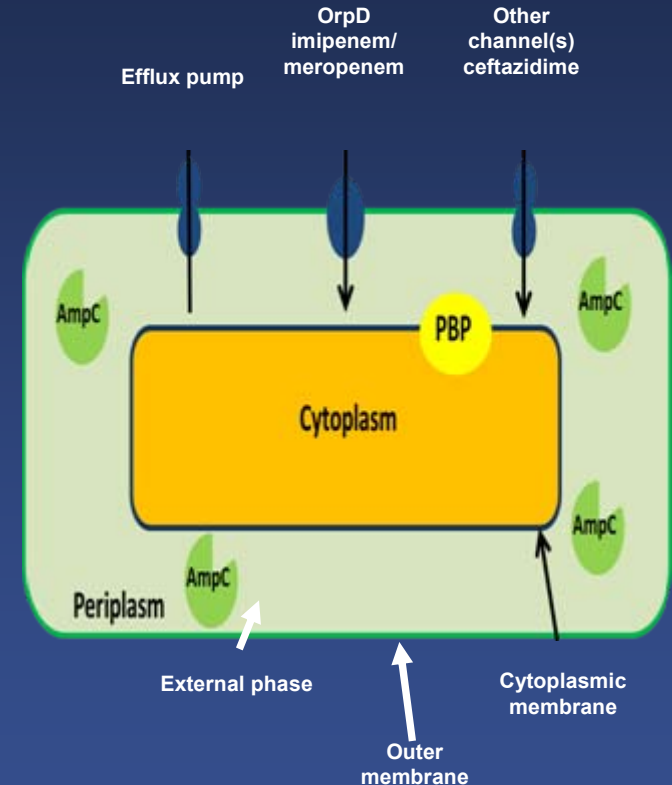 OrpD
imipenem/
meropenem
Other
channel(s)
ceftazidime
Efflux pump
AmpC
AmpC
PBP
Cytoplasm
AmpC
AmpC
Periplasm
External phase
Cytoplasmic
membrane
Outer
membrane